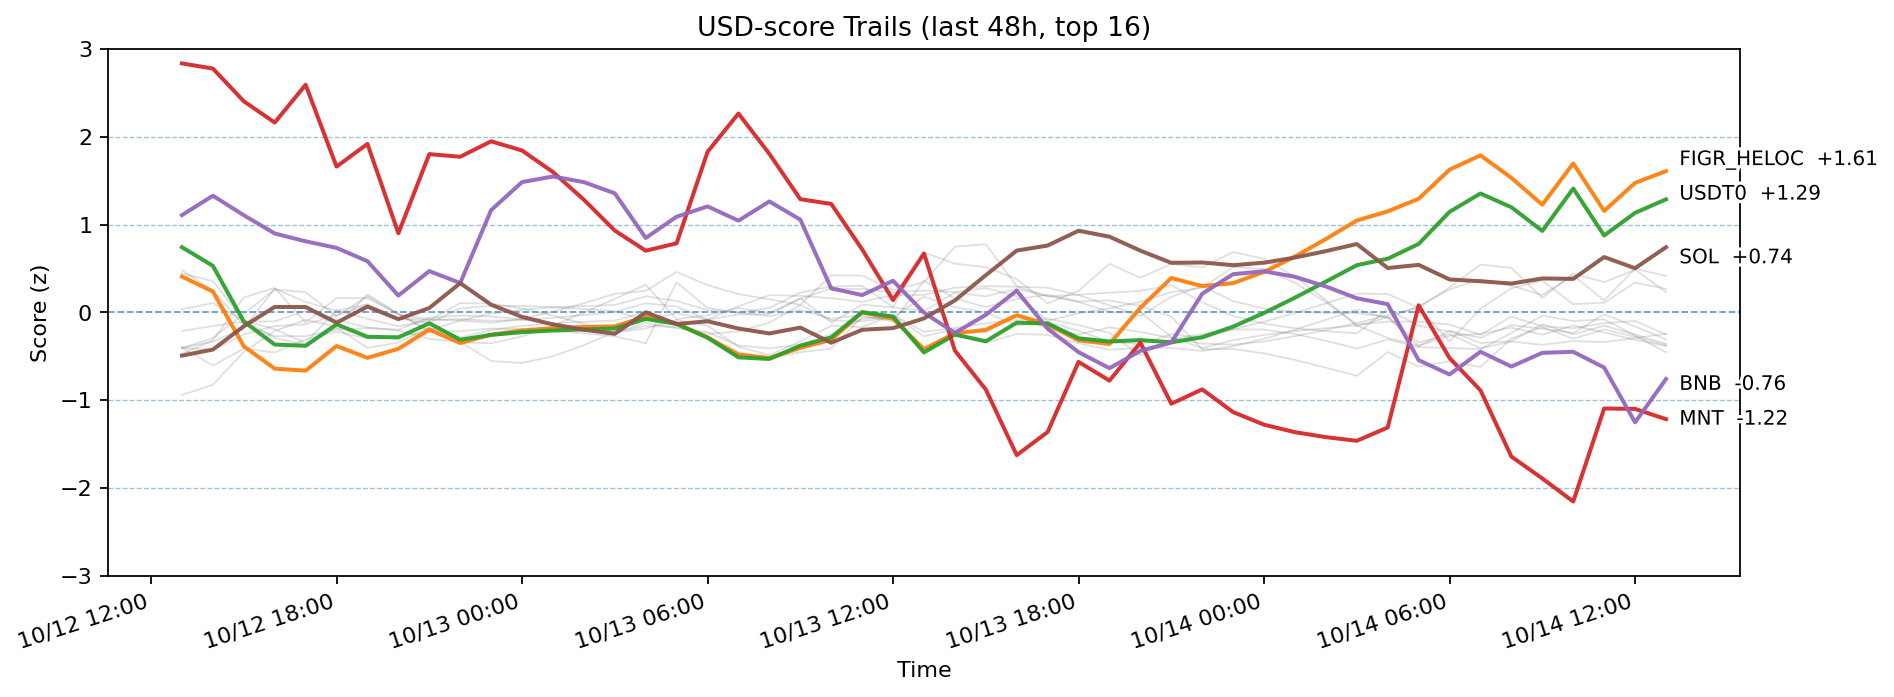 USD-score Trails (last 48h, top 16)
Score (z)
3
2
1
0
−1
−2
−3
FIGR_HELOC +1.61
USDT0 +1.29
SOL +0.74
BNB -0.76
MNT -1.22
10/12 12:00
10/12 18:00
10/13 00:00
10/13 06:00
10/13 12:00
10/13 18:00
10/14 00:00
10/14 06:00
10/14 12:00
Time